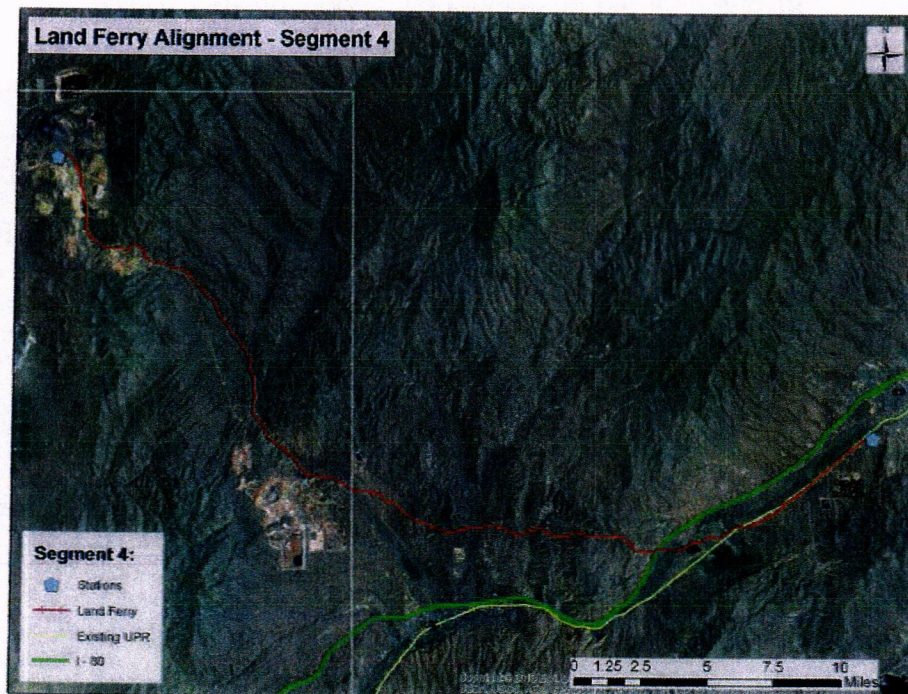 Land Ferry Alignment - Segment 4
N
Segment 4:
Stations
Land Ferry
Existing UPR
I - 80
0 1.25 2.5 5 7.5 10
Miles